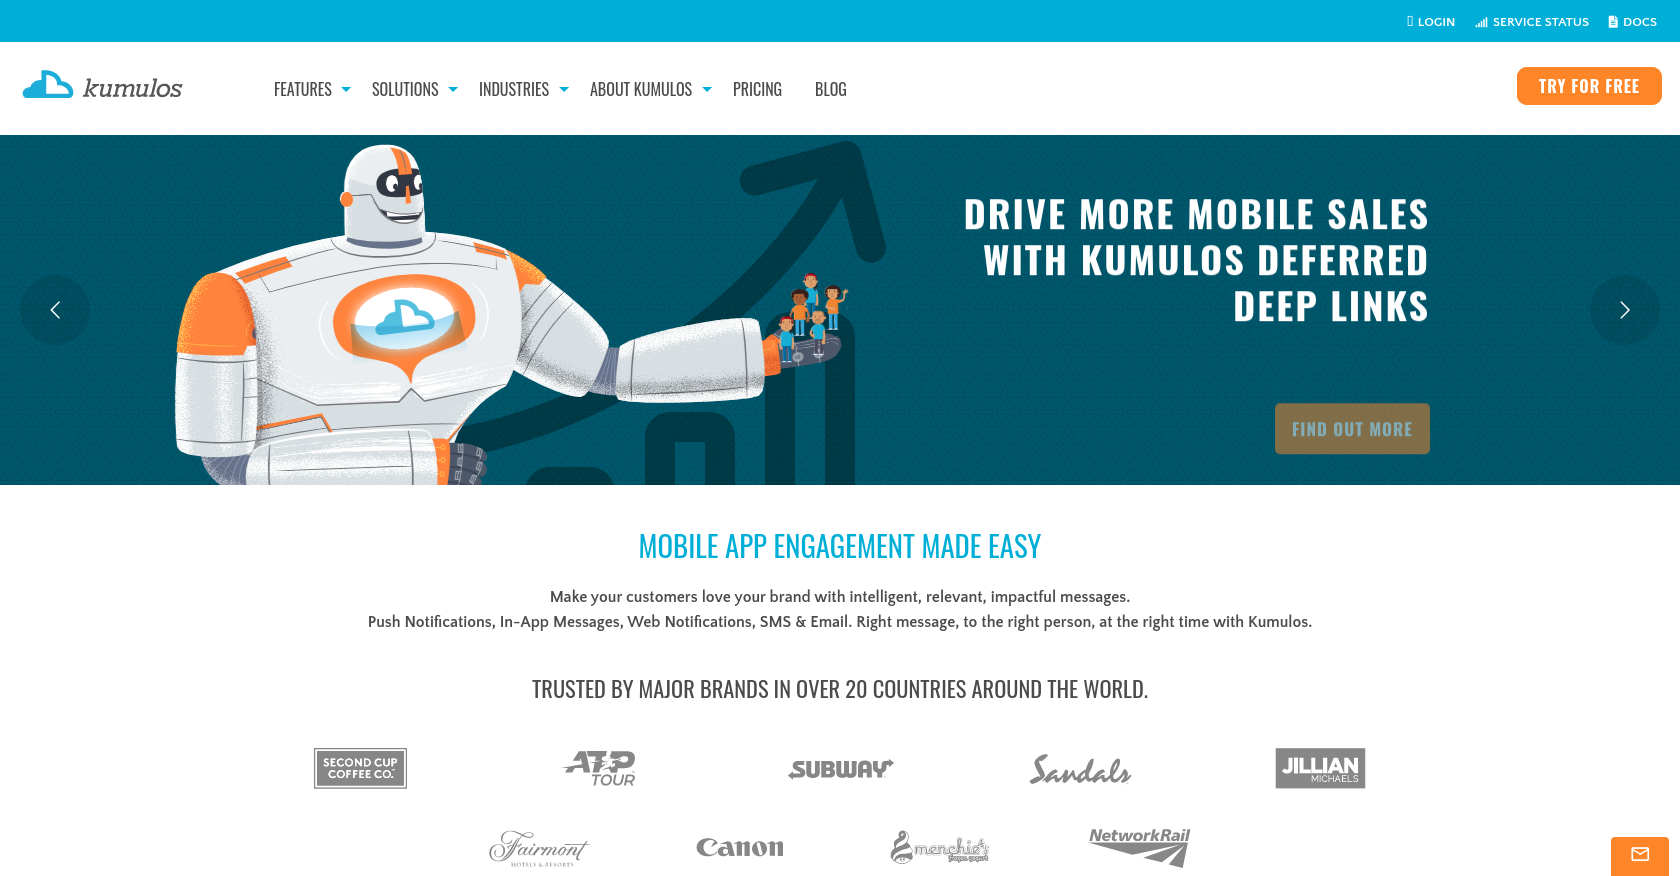 LOGIN SERVICE STATUS DOCS
kumulos FEATURES SOLUTIONS INDUSTRIES ABOUT KUMULOS PRICING BLOG TRY FOR FREE
DRIVE MORE MOBILE SALES
WITH KUMULOS DEFERRED
DEEP LINKS
FIND OUT MORE
MOBILE APP ENGAGEMENT MADE EASY
Make your customers love your brand with intelligent, relevant, impactful messages.
Push Notifications, In-App Messages, Web Notifications, SMS & Email. Right message, to the right person, at the right time with Kumulos.
TRUSTED BY MAJOR BRANDS IN OVER 20 COUNTRIES AROUND THE WORLD.
SECOND CUP
COFFEE CO.™
ATP
TOUR
SUBWAY
Sandals
JILLIAN
MICHAELS
Fairmont
HOTELS & RESORTS
Canon
menchie's
frozen yogurt
NetworkRail